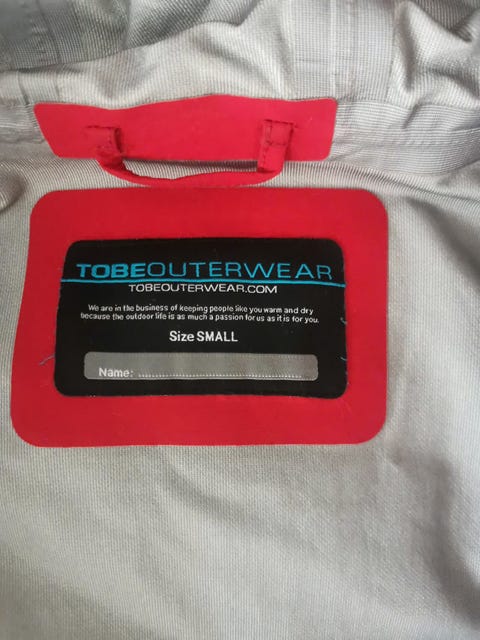 TOBEOUTERWEAR
TOBEOUTERWEAR.COM
We are in the business of keeping people like you warm and dry
because the outdoor life is as much a passion for us as it is for you.
Size SMALL
Name: ............................................